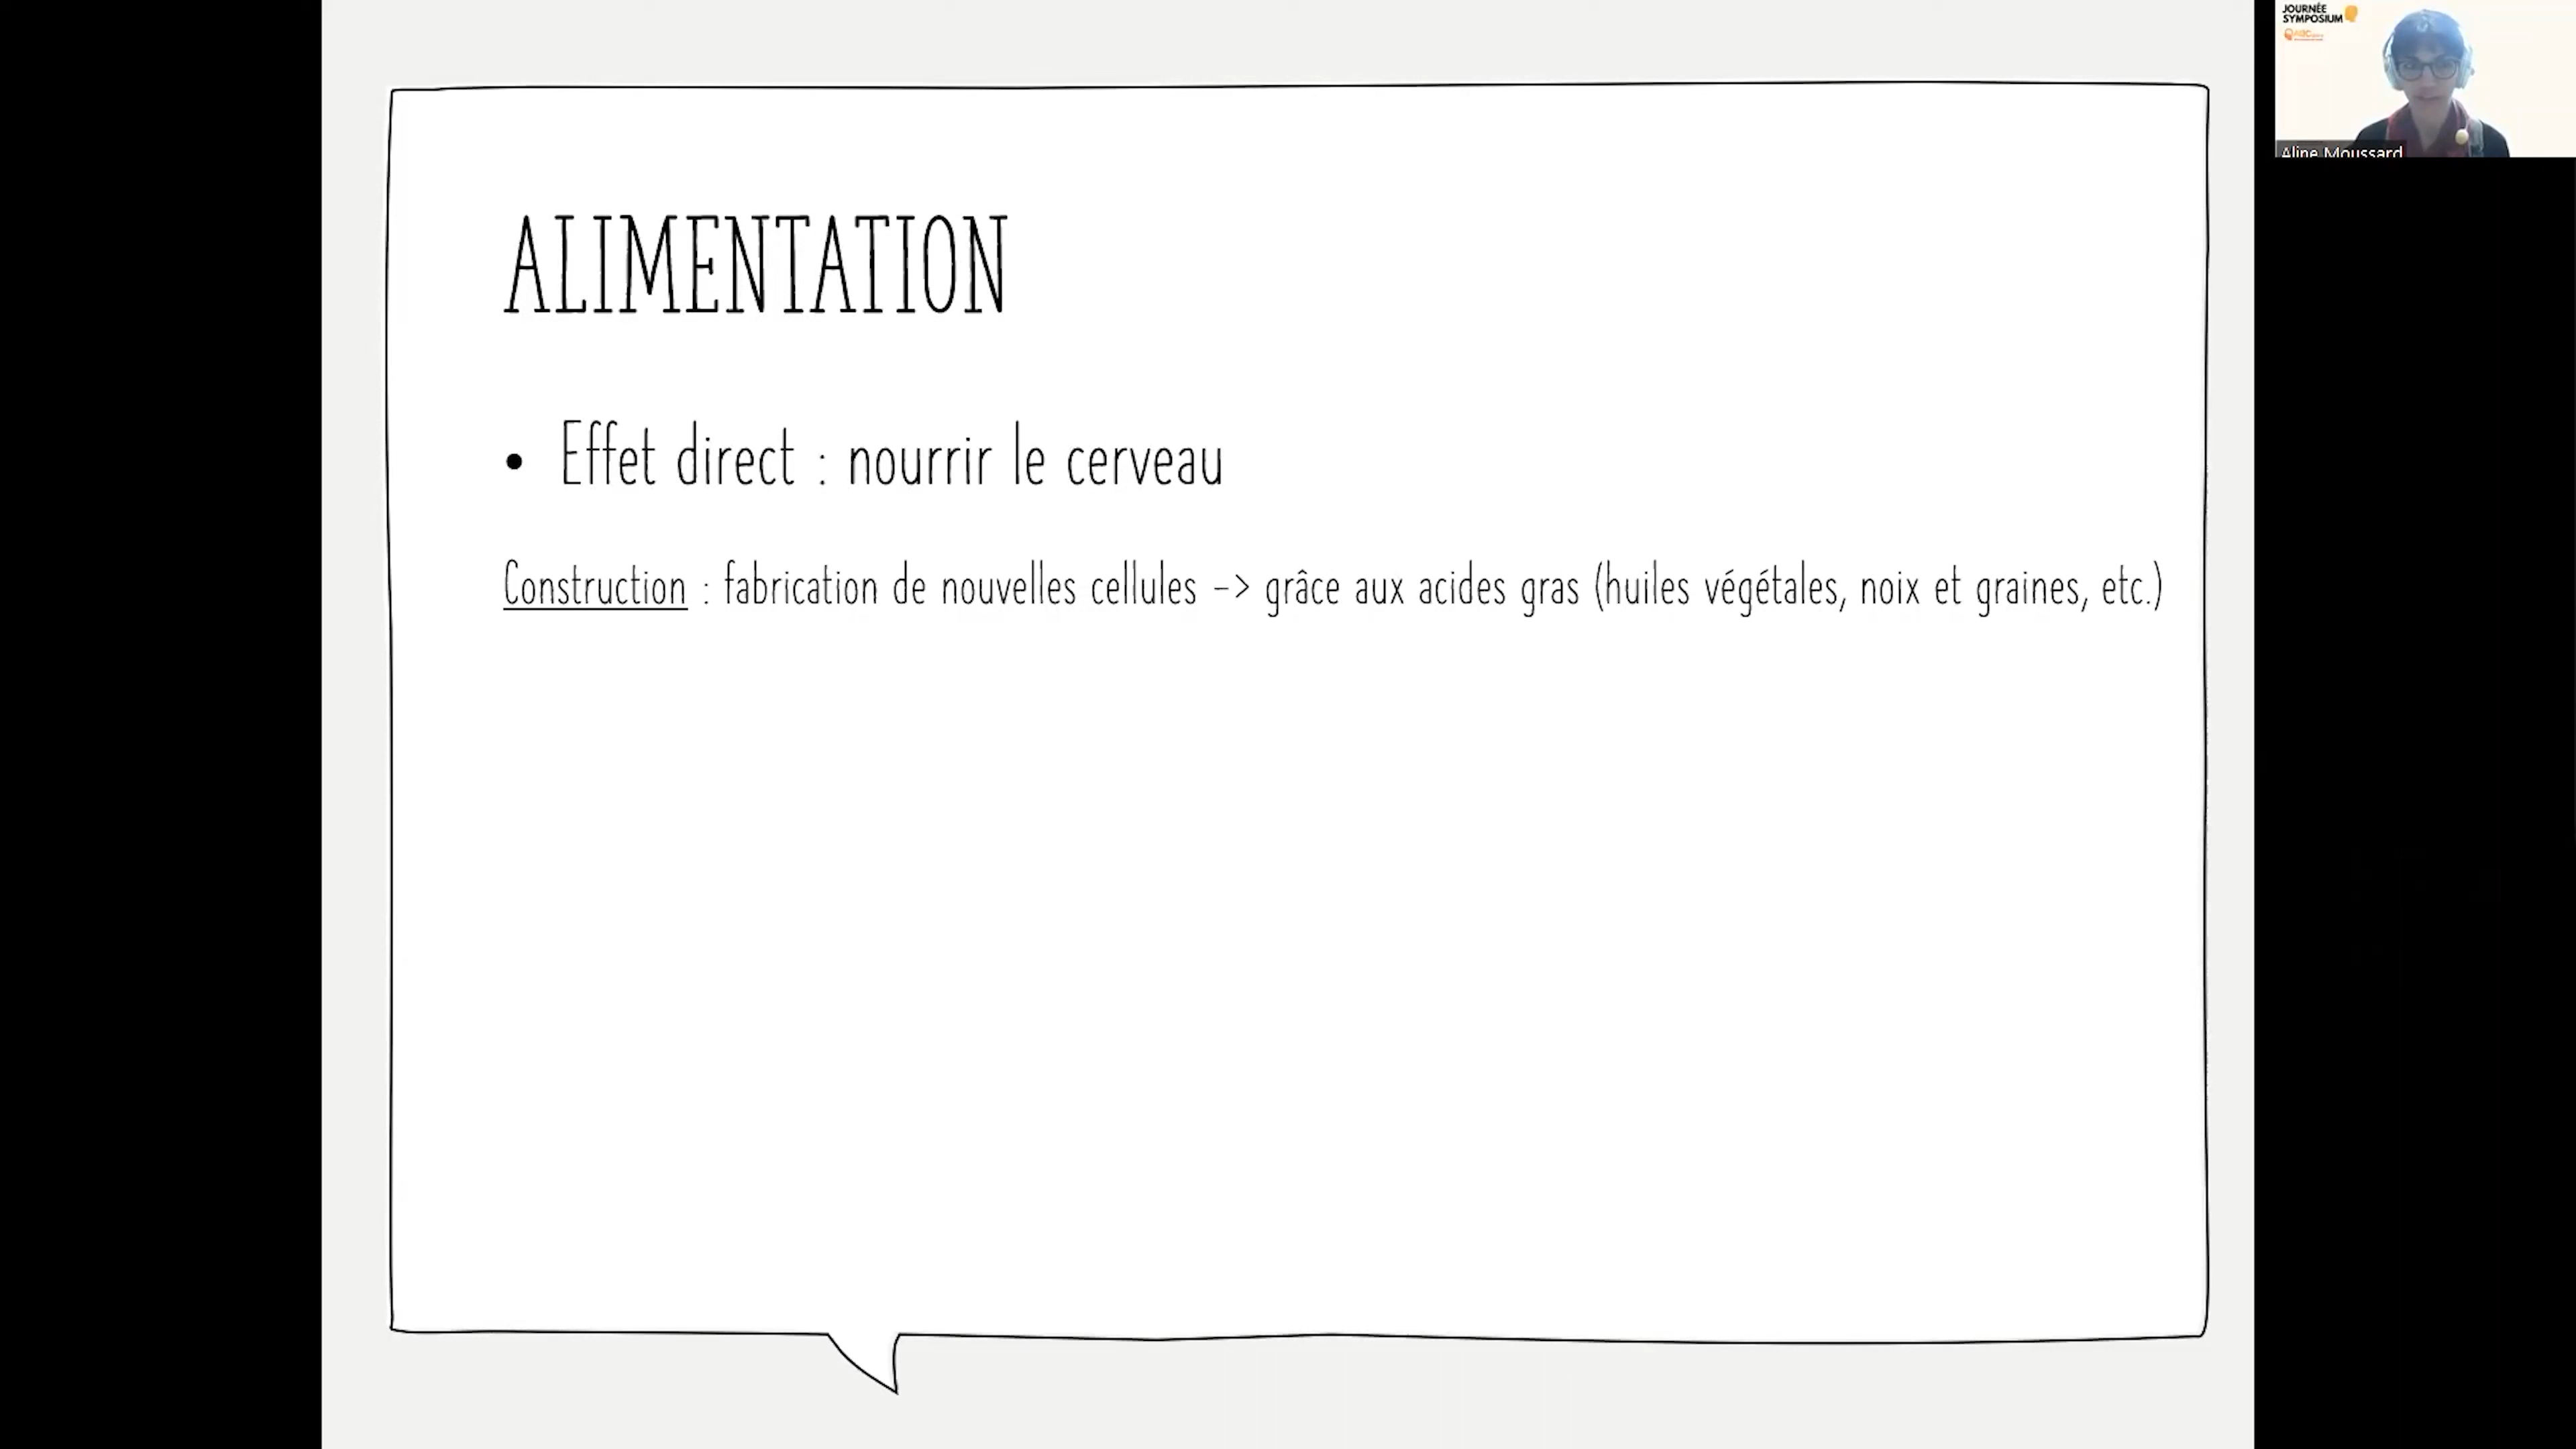 JOURNÉE
SYMPOSIUM
Aline Moussard
ALIMENTATION
• Effet direct : nourrir le cerveau
Construction : fabrication de nouvelles cellules -> grâce aux acides gras (huiles végétales, noix et graines, etc.)